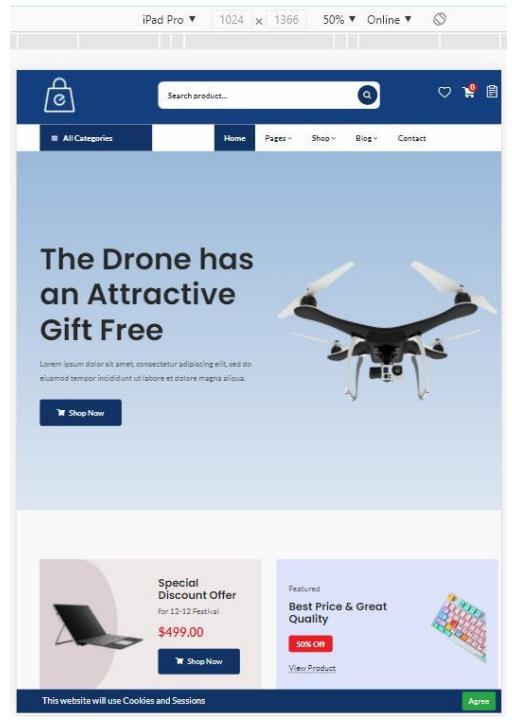 iPad Pro ▼ 1024 x 1366 50% ▼ Online ▼
Search product...
0
All Categories Home Pages Shop Blog Contact
The Drone has
an Attractive
Gift Free
Lorem ipsum dolor sit amet, consectetur adipiscing elit, sed do
eiusmod tempor incididunt ut labore et dolore magna aliqua.
Shop Now
Special
Discount Offer
for 12-12 Festival
$499.00
Shop Now
Featured
Best Price & Great
Quality
50% Off
View Product
This website will use Cookies and Sessions Agree